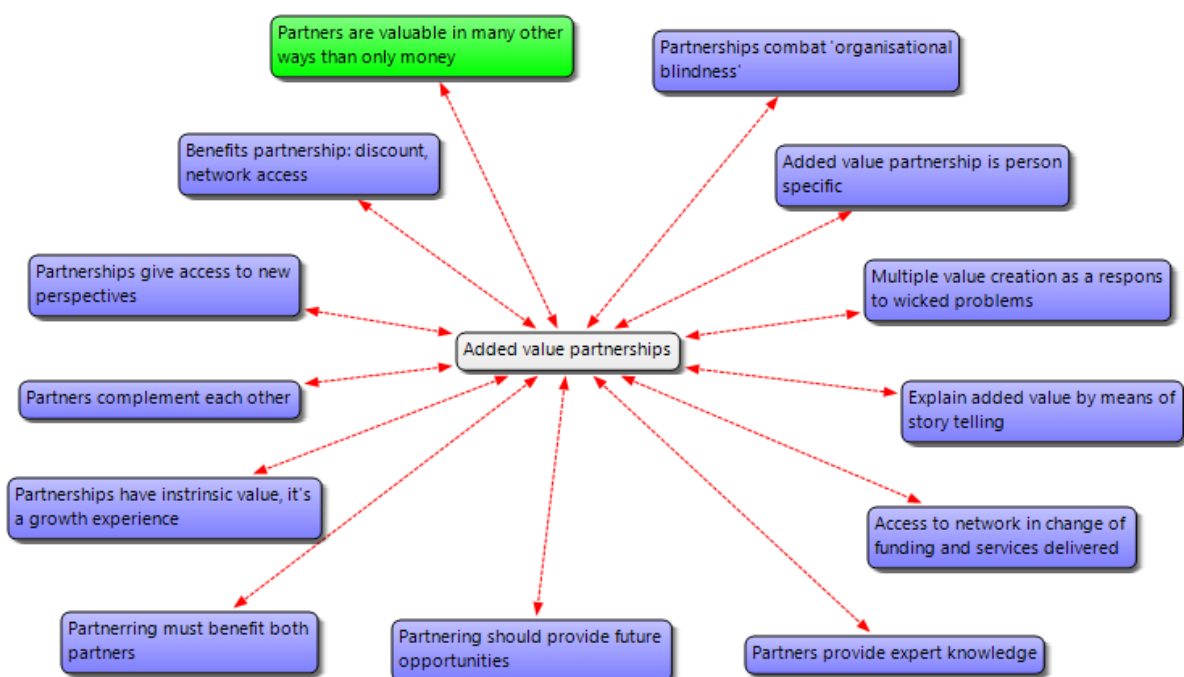 Partners are valuable in many other
ways than only money
Partnerships combat 'organisational
blindness'
Benefits partnership: discount,
network access
Added value partnership is person
specific
Partnerships give access to new
perspectives
Multiple value creation as a respons
to wicked problems
Added value partnerships
Partners complement each other
Explain added value by means of
story telling
Partnerships have instrinsic value, it's
a growth experience
Access to network in change of
funding and services delivered
Partnerring must benefit both
partners
Partnering should provide future
opportunities
Partners provide expert knowledge